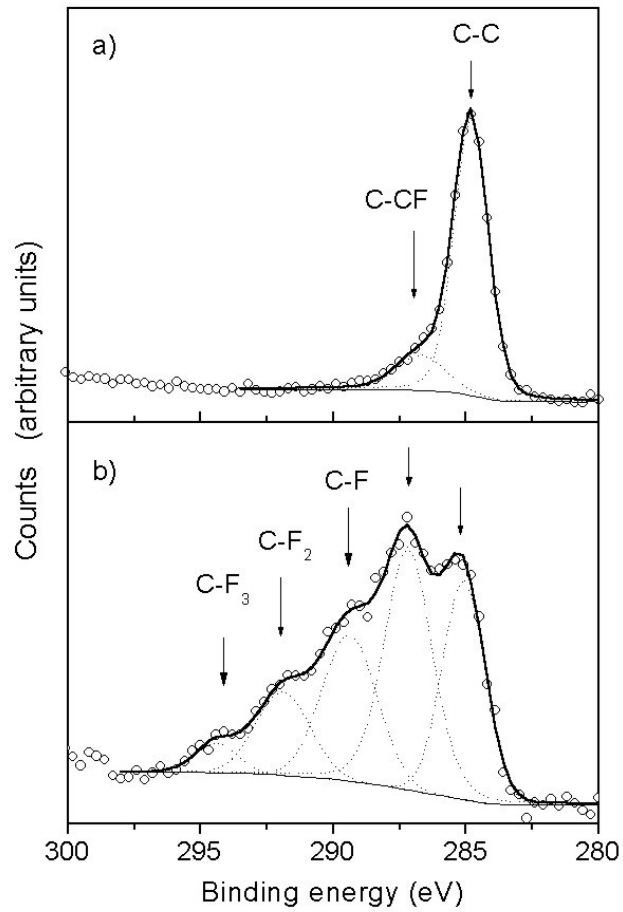 a)
C-C
C-CF
b)
C-F
C-F2
C-F3
Counts (arbitrary units)
300 295 290 285 280
Binding energy (eV)